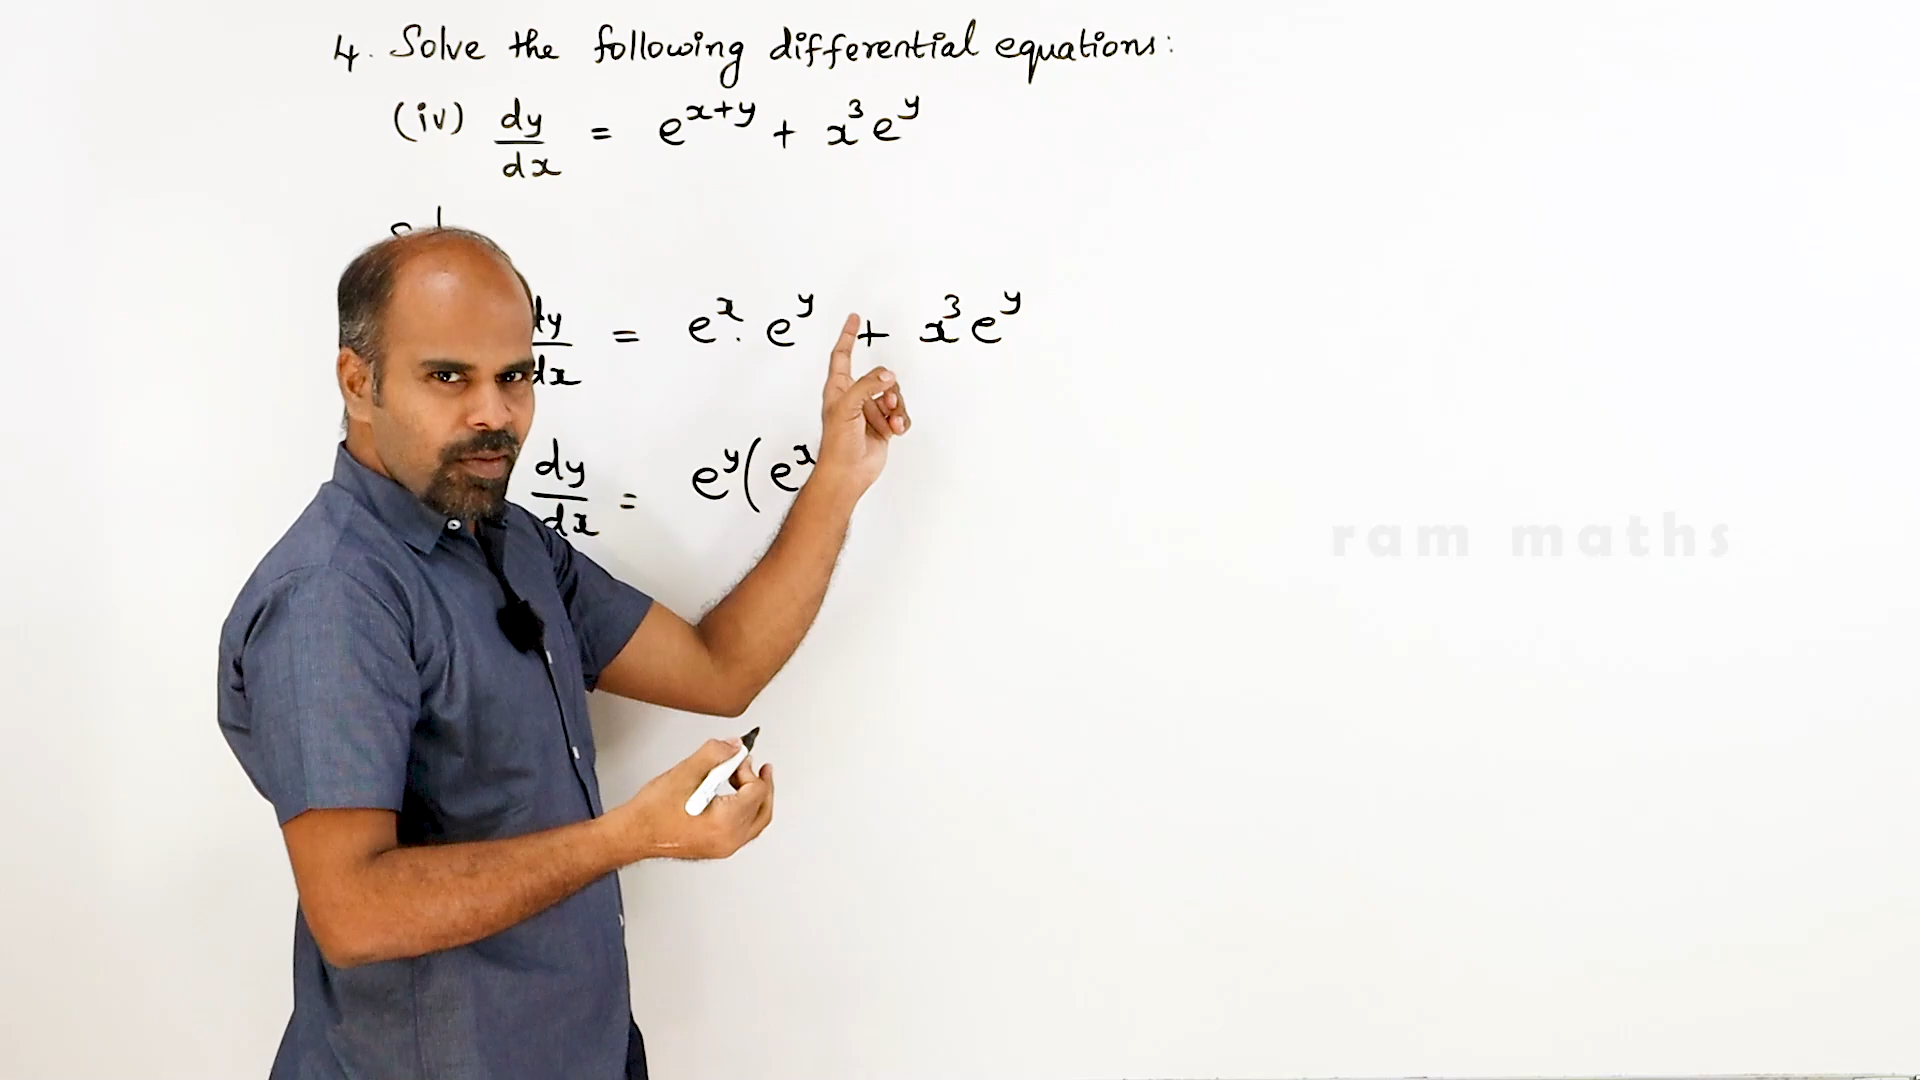 4. Solve the following differential equations:
(iv) dy/dx = e^{x+y} + x^3 e^y
dy/dx = e^x . e^y + x^3 e^y
dy/dx = e^y (e^x
ram maths